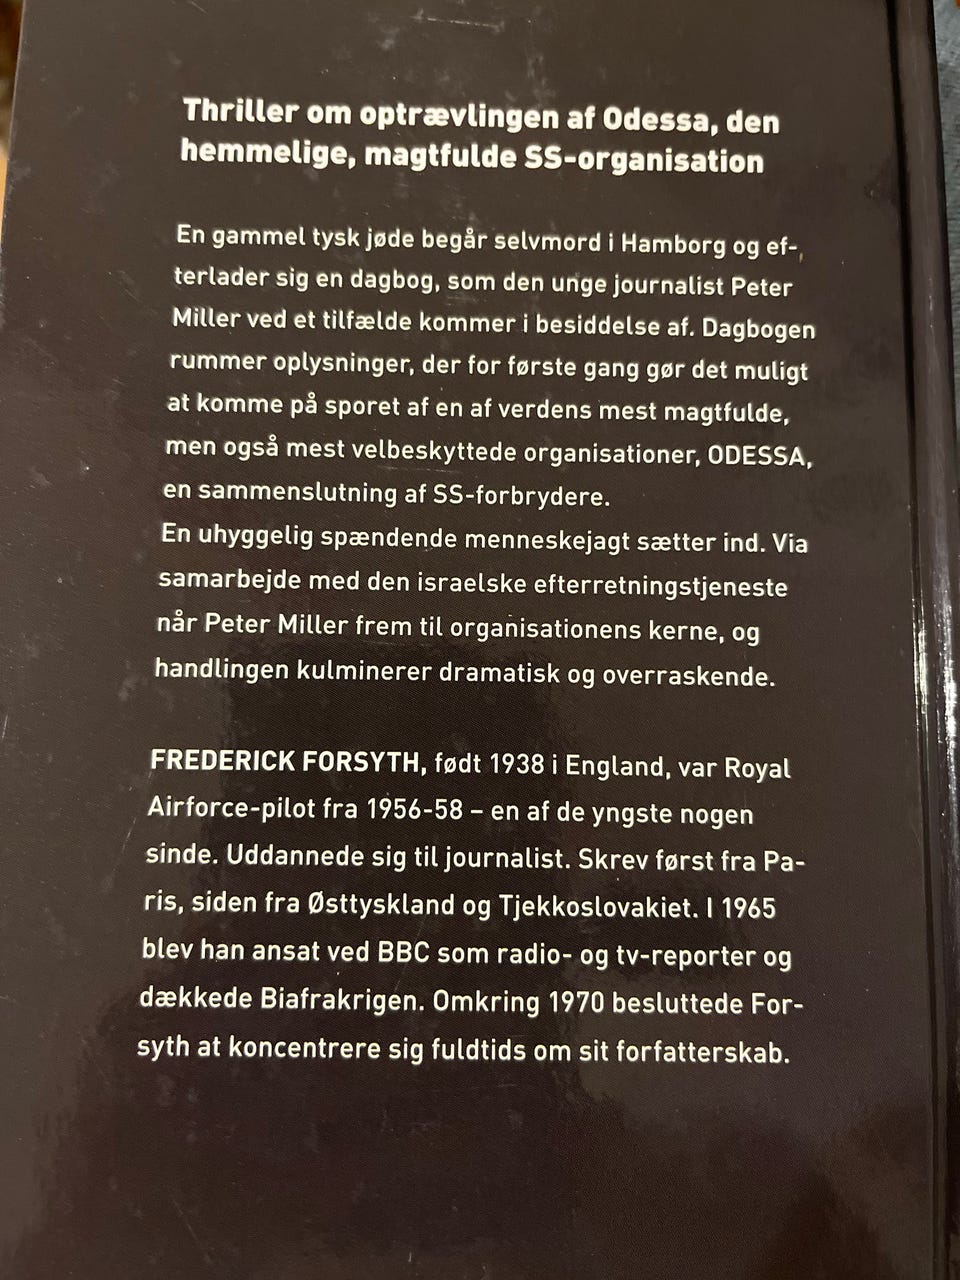 Thriller om optrævlingen af Odessa, den
hemmelige, magtfulde SS-organisation
En gammel tysk jøde begår selvmord i Hamborg og ef-
terlader sig en dagbog, som den unge journalist Peter
Miller ved et tilfælde kommer i besiddelse af. Dagbogen
rummer oplysninger, der for første gang gør det muligt
at komme på sporet af en af verdens mest magtfulde,
men også mest velbeskyttede organisationer, ODESSA,
en sammenslutning af SS-forbrydere.
En uhyggelig spændende menneskejagt sætter ind. Via
samarbejde med den israelske efterretningstjeneste
når Peter Miller frem til organisationens kerne, og
handlingen kulminerer dramatisk og overraskende.
FREDERICK FORSYTH, født 1938 i England, var Royal
Airforce-pilot fra 1956-58 – en af de yngste nogen
sinde. Uddannede sig til journalist. Skrev først fra Pa-
ris, siden fra Østtyskland og Tjekkoslovakiet. I 1965
blev han ansat ved BBC som radio- og tv-reporter og
dækkede Biafrakrigen. Omkring 1970 besluttede For-
syth at koncentrere sig fuldtids om sit forfatterskab.